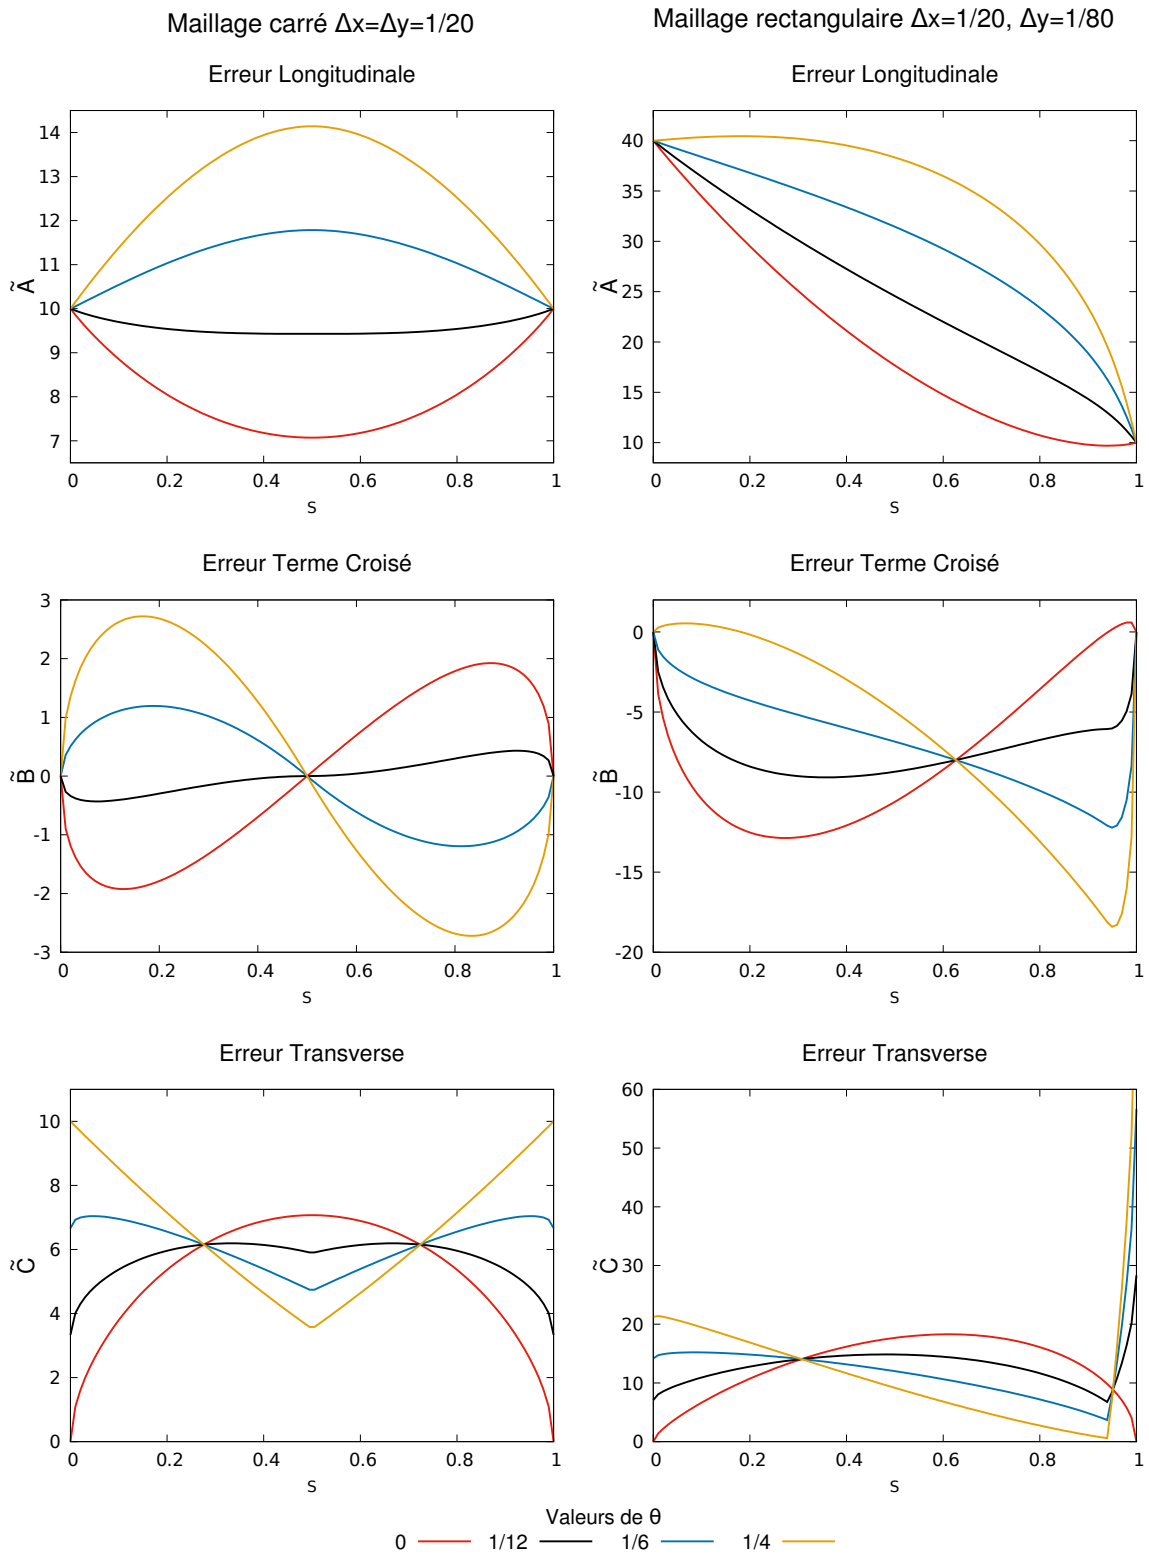 Maillage carré Δx=Δy=1/20
Maillage rectangulaire Δx=1/20, Δy=1/80
Erreur Longitudinale
Ã
14
13
12
11
10
9
8
7
0 0.2 0.4 0.6 0.8 1
S
Erreur Longitudinale
Ã
40
35
30
25
20
15
10
0 0.2 0.4 0.6 0.8 1
S
Erreur Terme Croisé
B̃
3
2
1
0
-1
-2
-3
0 0.2 0.4 0.6 0.8 1
S
Erreur Terme Croisé
B̃
0
-5
-10
-15
-20
0 0.2 0.4 0.6 0.8 1
S
Erreur Transverse
C̃
10
8
6
4
2
0
0 0.2 0.4 0.6 0.8 1
S
Erreur Transverse
C̃
60
50
40
30
20
10
0
0 0.2 0.4 0.6 0.8 1
S
Valeurs de θ
0 1/12 1/6 1/4